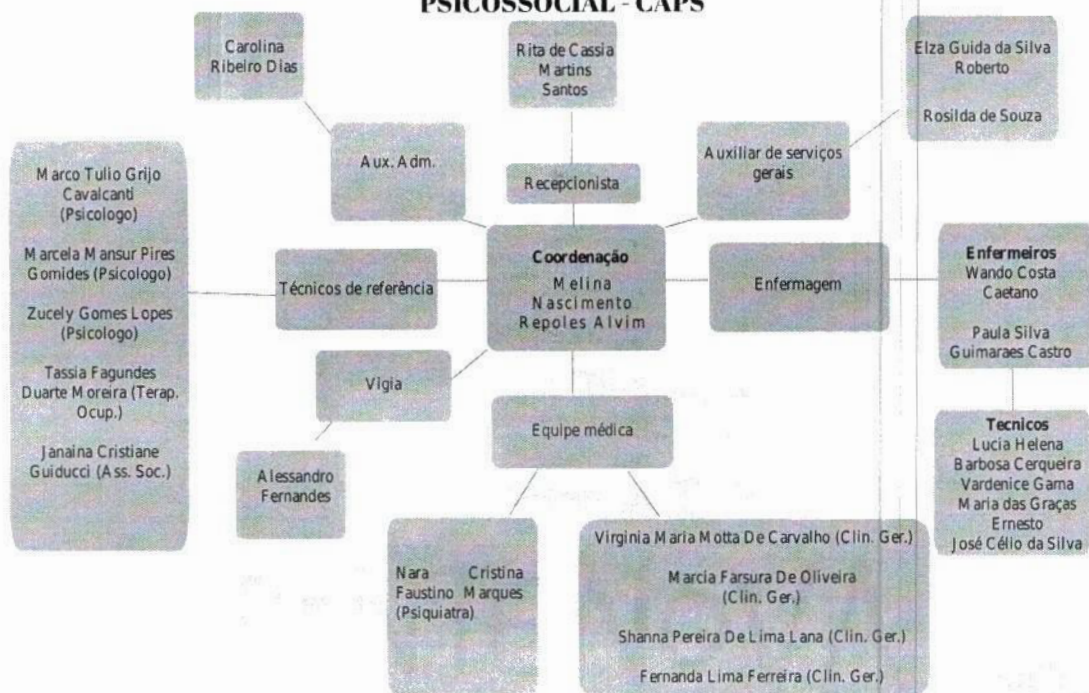 PSICOSSOCIAL - CAPS
Carolina
Ribeiro Dias
Rita de Cassia
Martins
Santos
Elza Guida da Silva
Roberto
Rosilda de Souza
Aux. Adm.
Recepcionista
Auxiliar de serviços
gerais
Marco Tulio Grijo
Cavalcanti
(Psicologo)
Marcela Mansur Pires
Gomides (Psicologo)
Zucely Gomes Lopes
(Psicologo)
Tassia Fagundes
Duarte Moreira (Terap.
Ocup.)
Janaina Cristiane
Guiducci (Ass. Soc.)
Técnicos de referência
Coordenação
Melina
Nascimento
Repoles Alvim
Enfermagem
Enfermeiros
Wando Costa
Caetano
Paula Silva
Guimaraes Castro
Vigia
Alessandro
Fernandes
Equipe médica
Tecnicos
Lucia Helena
Barbosa Cerqueira
Vardenice Gama
Maria das Graças
Ernesto
José Célio da Silva
Nara Cristina
Faustino Marques
(Psiquiatra)
Virginia Maria Motta De Carvalho (Clin. Ger.)
Marcia Farsura De Oliveira
(Clin. Ger.)
Shanna Pereira De Lima Lana (Clin. Ger.)
Fernanda Lima Ferreira (Clin. Ger.)